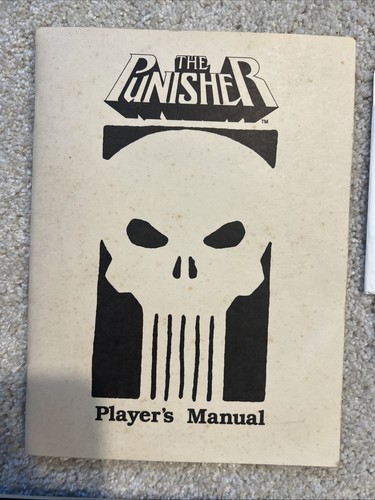 THE
PUNISHER
TM
Player's Manual